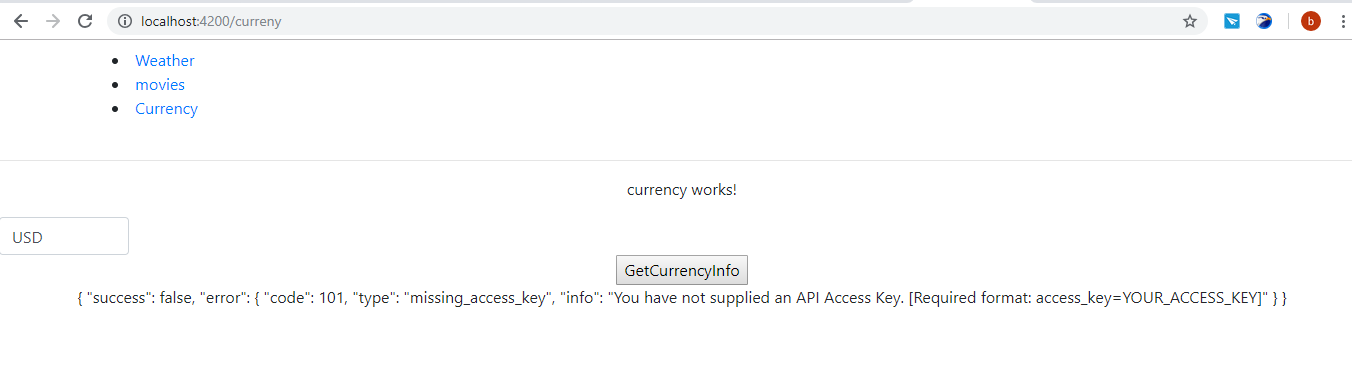 localhost:4200/curreny
b
Weather
movies
Currency
currency works!
USD
GetCurrencyInfo
{ "success": false, "error": { "code": 101, "type": "missing_access_key", "info": "You have not supplied an API Access Key. [Required format: access_key=YOUR_ACCESS_KEY]" } }